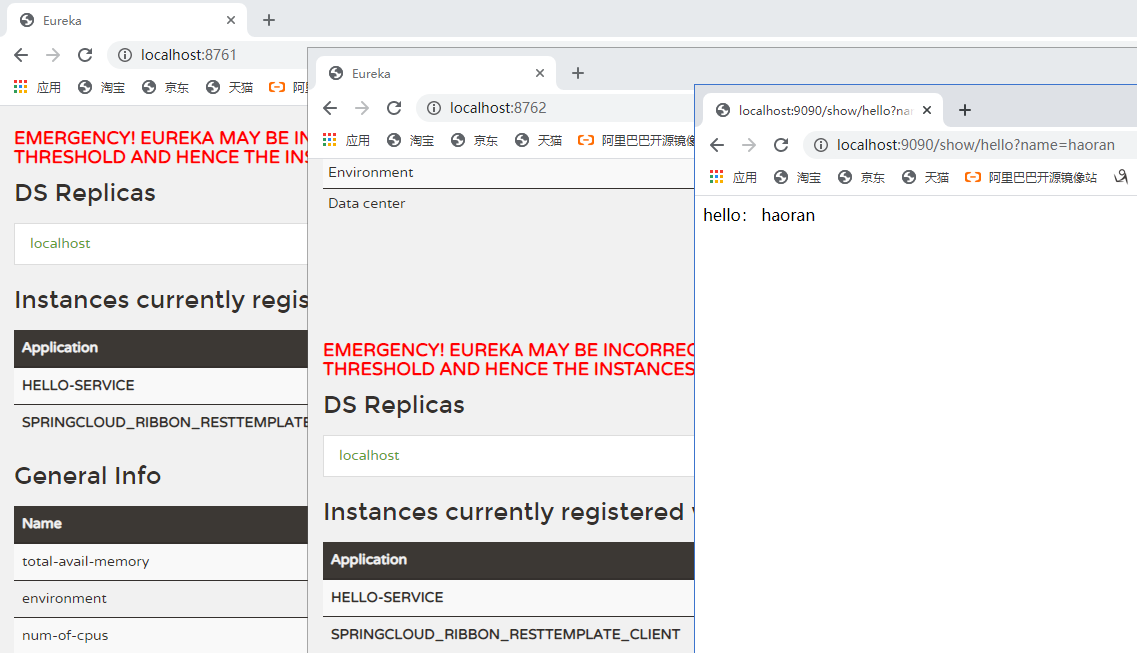 Eureka
localhost:8761
应用 淘宝 京东 天猫
EMERGENCY! EUREKA MAY BE IN
THRESHOLD AND HENCE THE INS
DS Replicas
localhost
Instances currently regis
Application
HELLO-SERVICE
SPRINGCLOUD_RIBBON_RESTTEMPLATE
General Info
Name
total-avail-memory
environment
num-of-cpus
Eureka
localhost:8762
应用 淘宝 京东 天猫 阿里巴巴开源镜像
Environment
Data center
EMERGENCY! EUREKA MAY BE INCORREC
THRESHOLD AND HENCE THE INSTANCES
DS Replicas
localhost
Instances currently registered
Application
HELLO-SERVICE
SPRINGCLOUD_RIBBON_RESTTEMPLATE_CLIENT
localhost:9090/show/hello?nar
localhost:9090/show/hello?name=haoran
应用 淘宝 京东 天猫 阿里巴巴开源镜像站
hello： haoran